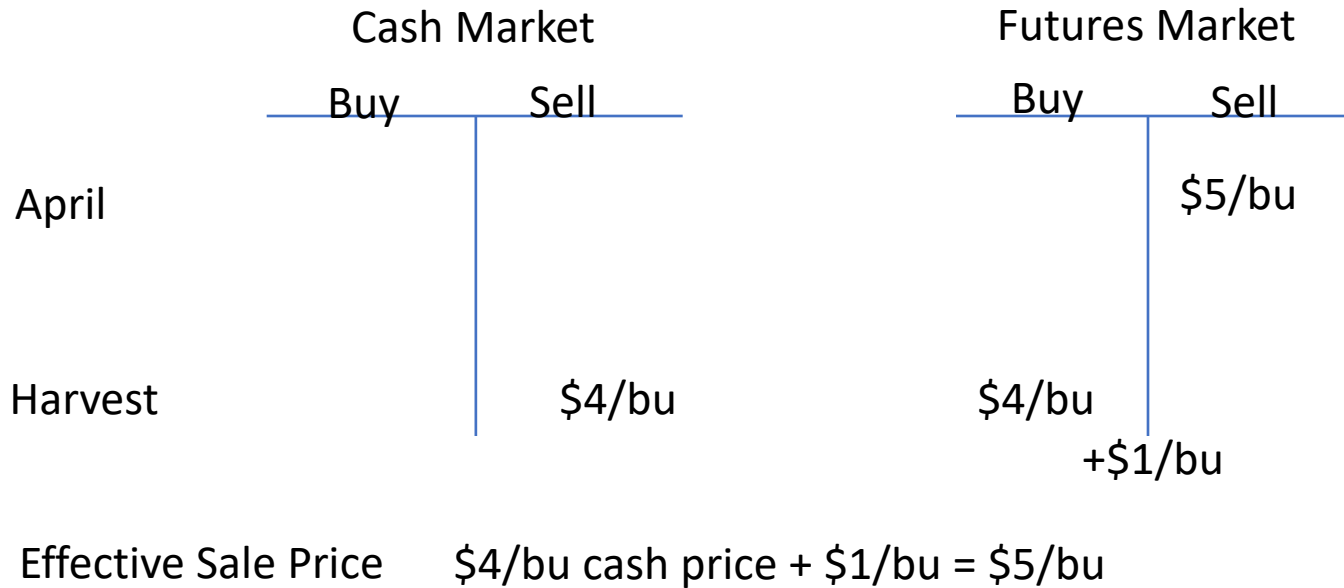 Cash Market Futures Market
Buy Sell Buy Sell
April $5/bu
Harvest $4/bu $4/bu
+$1/bu
Effective Sale Price $4/bu cash price + $1/bu = $5/bu